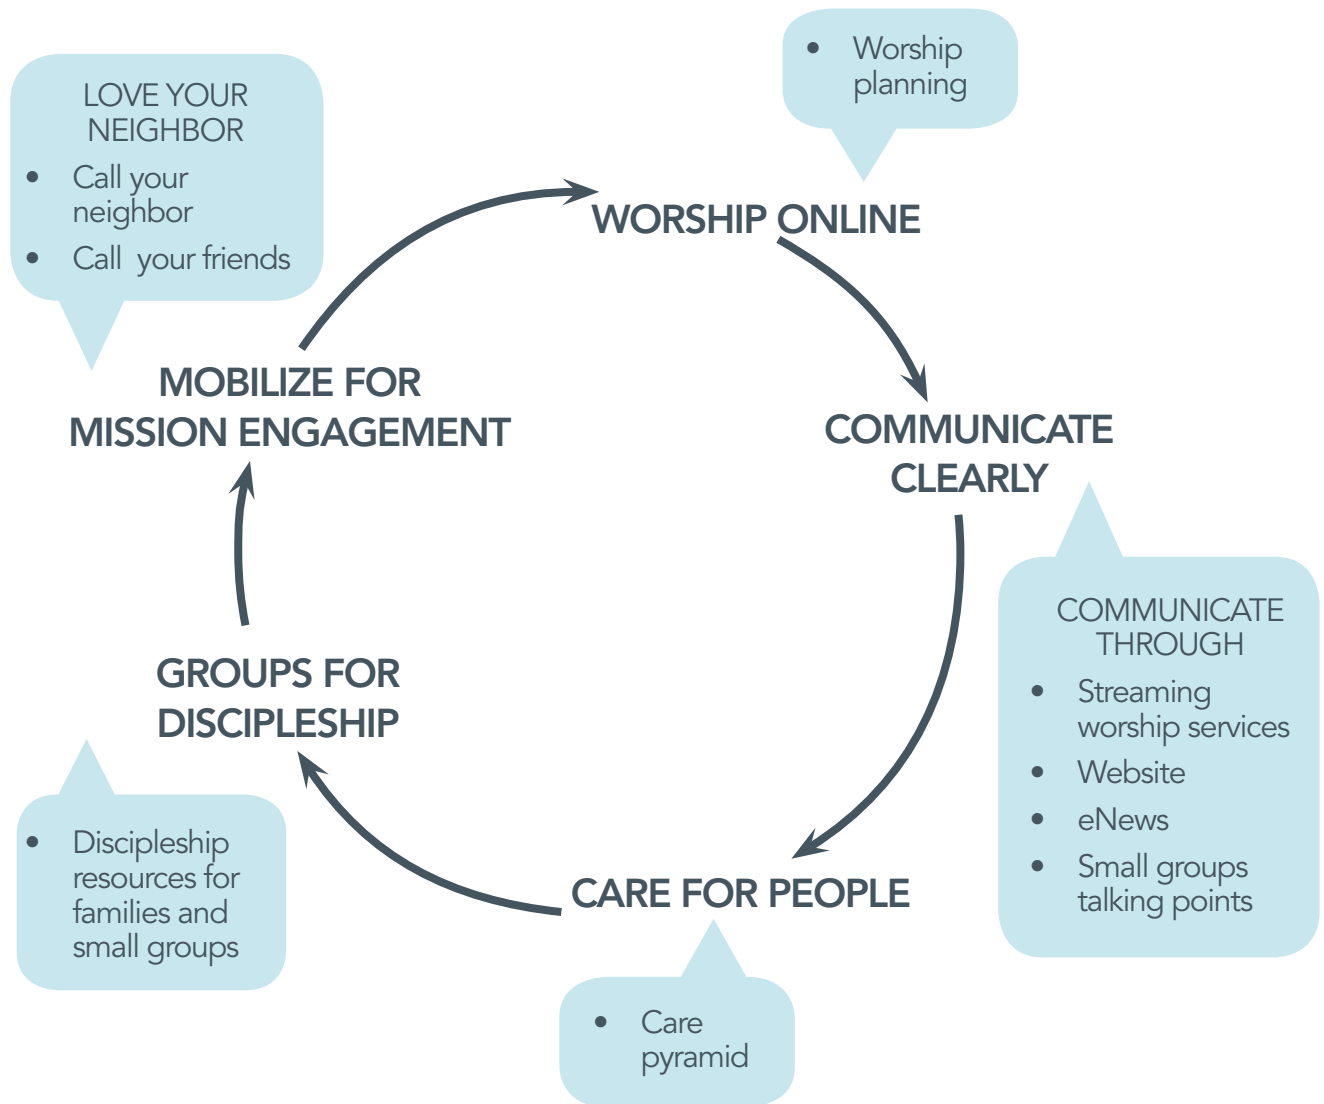 • Worship
planning
WORSHIP ONLINE
COMMUNICATE
CLEARLY
COMMUNICATE
THROUGH
• Streaming
worship services
• Website
• eNews
• Small groups
talking points
CARE FOR PEOPLE
• Care
pyramid
GROUPS FOR
DISCIPLESHIP
• Discipleship
resources for
families and
small groups
MOBILIZE FOR
MISSION ENGAGEMENT
LOVE YOUR
NEIGHBOR
• Call your
neighbor
• Call  your friends